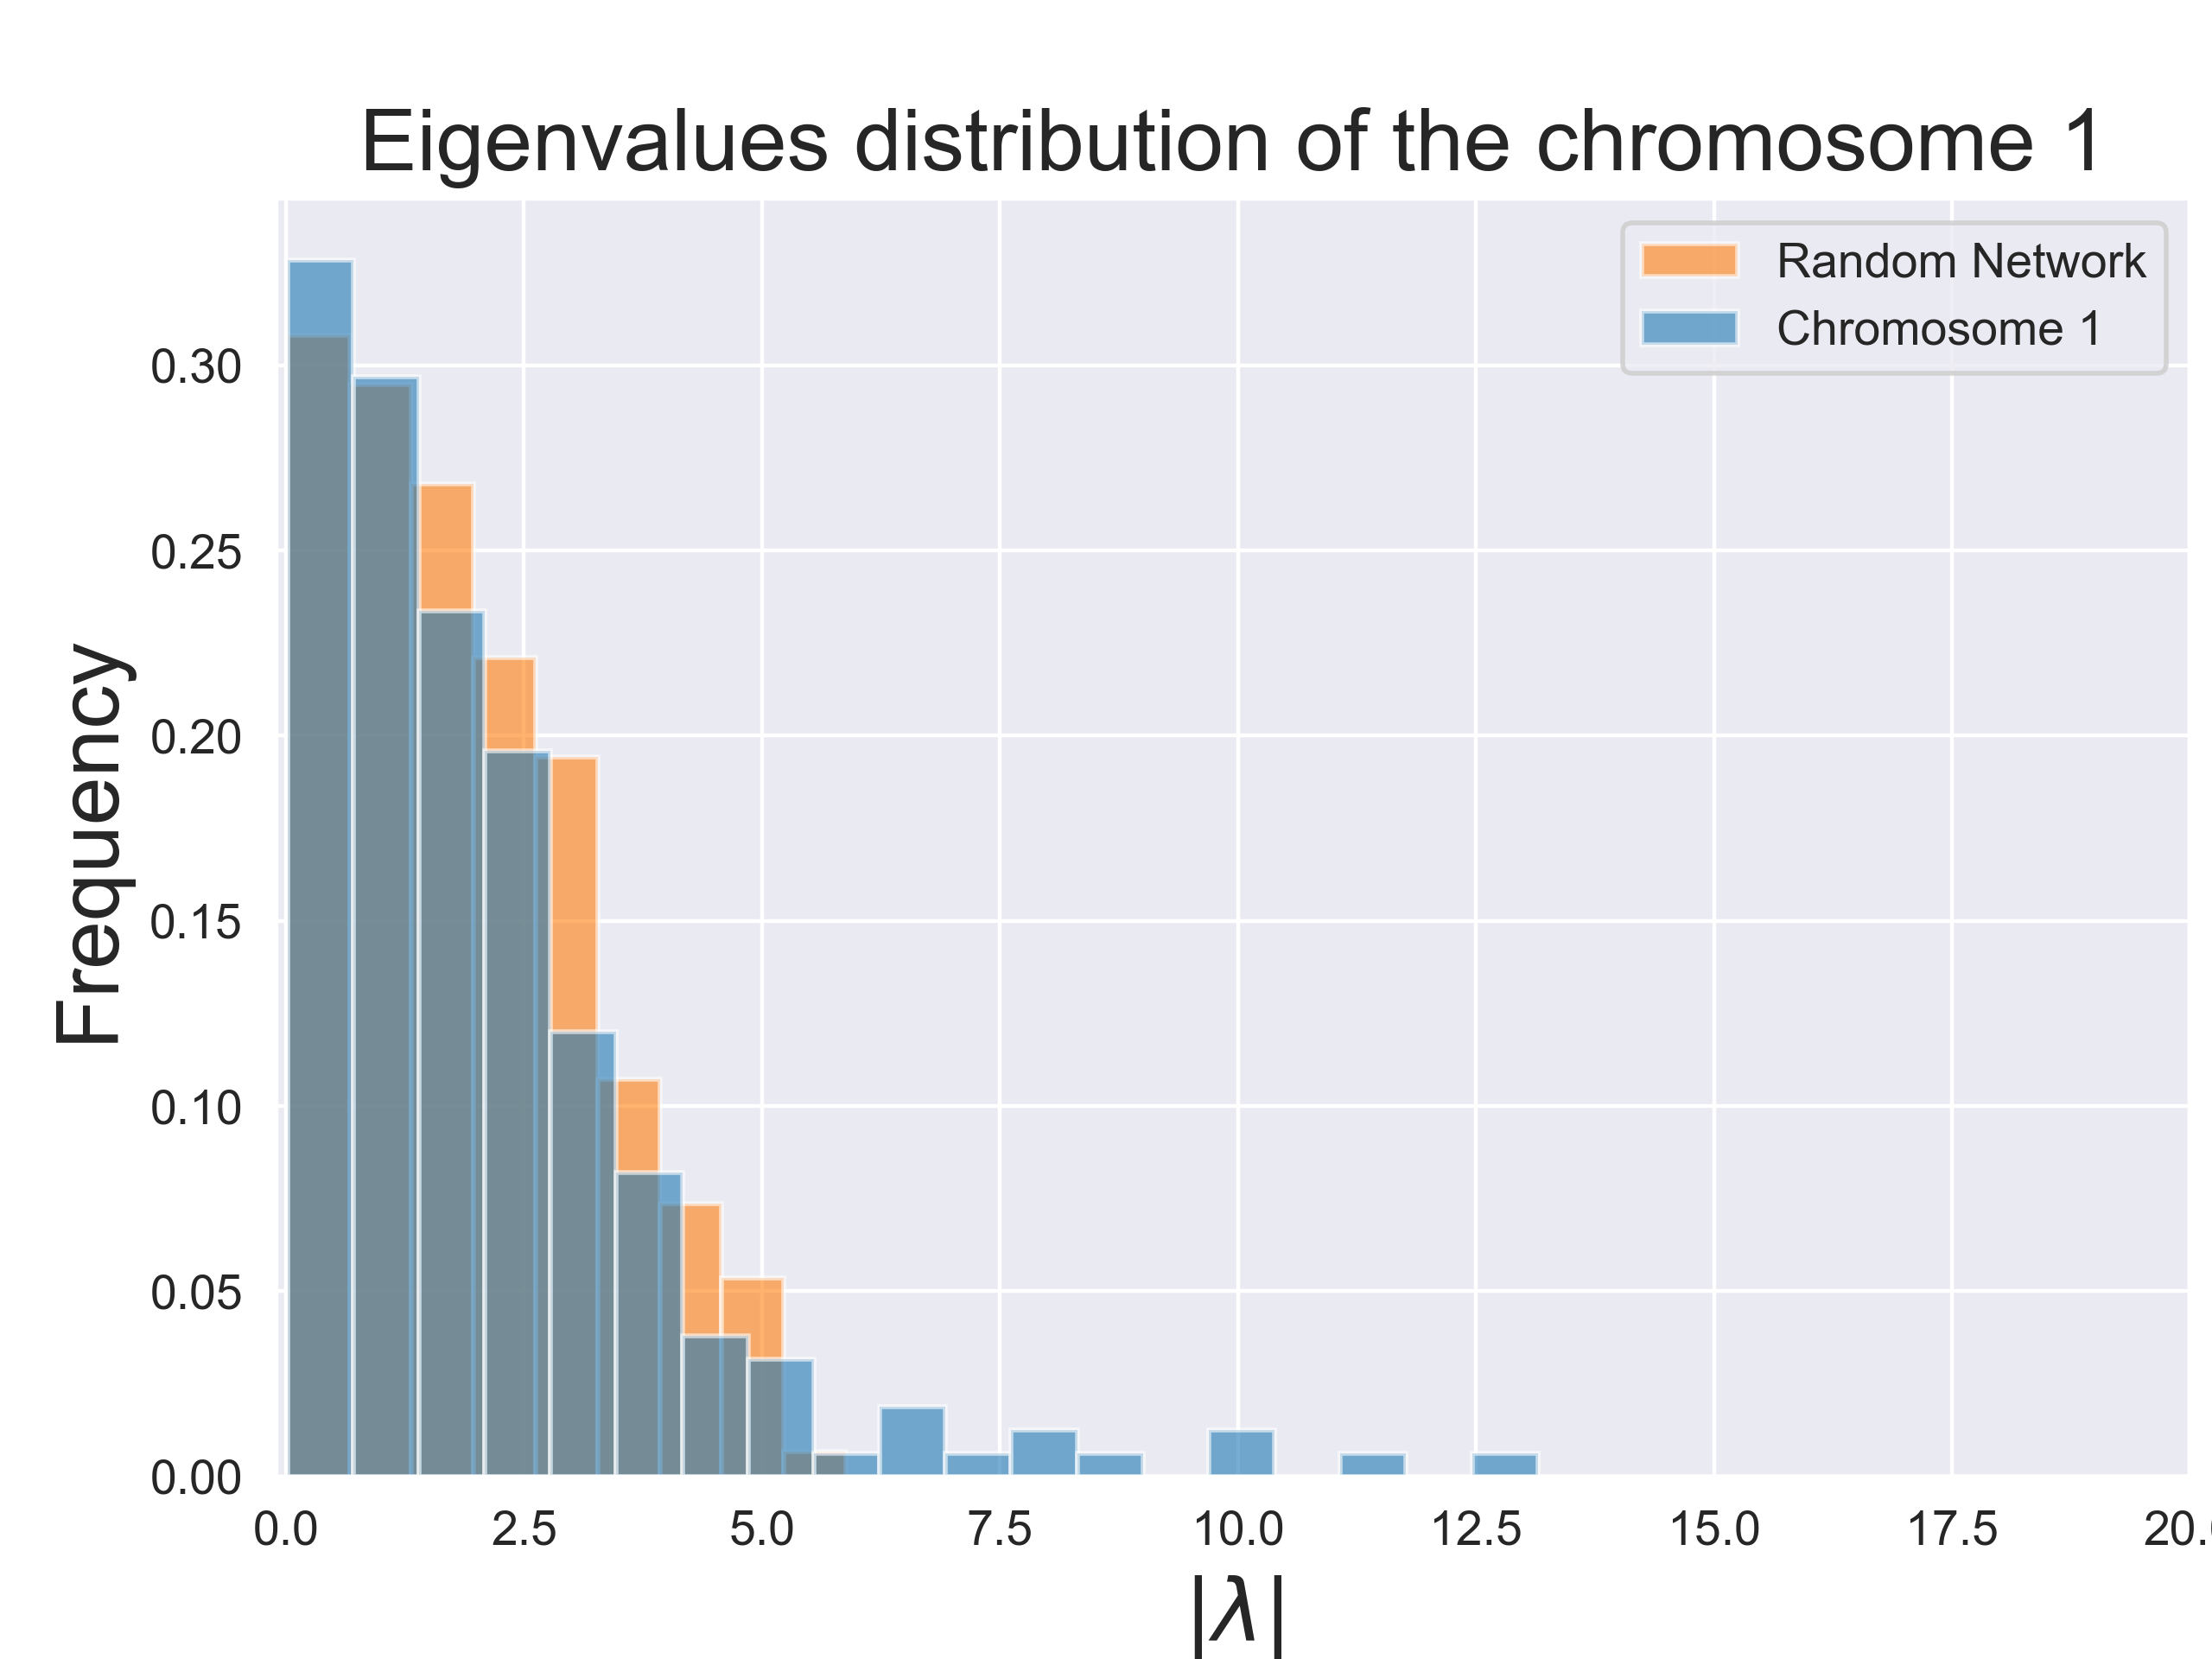 Eigenvalues distribution of the chromosome 1
Random Network
Chromosome 1
Frequency
0.30
0.25
0.20
0.15
0.10
0.05
0.00
0.0 2.5 5.0 7.5 10.0 12.5 15.0 17.5 20.0
|λ|